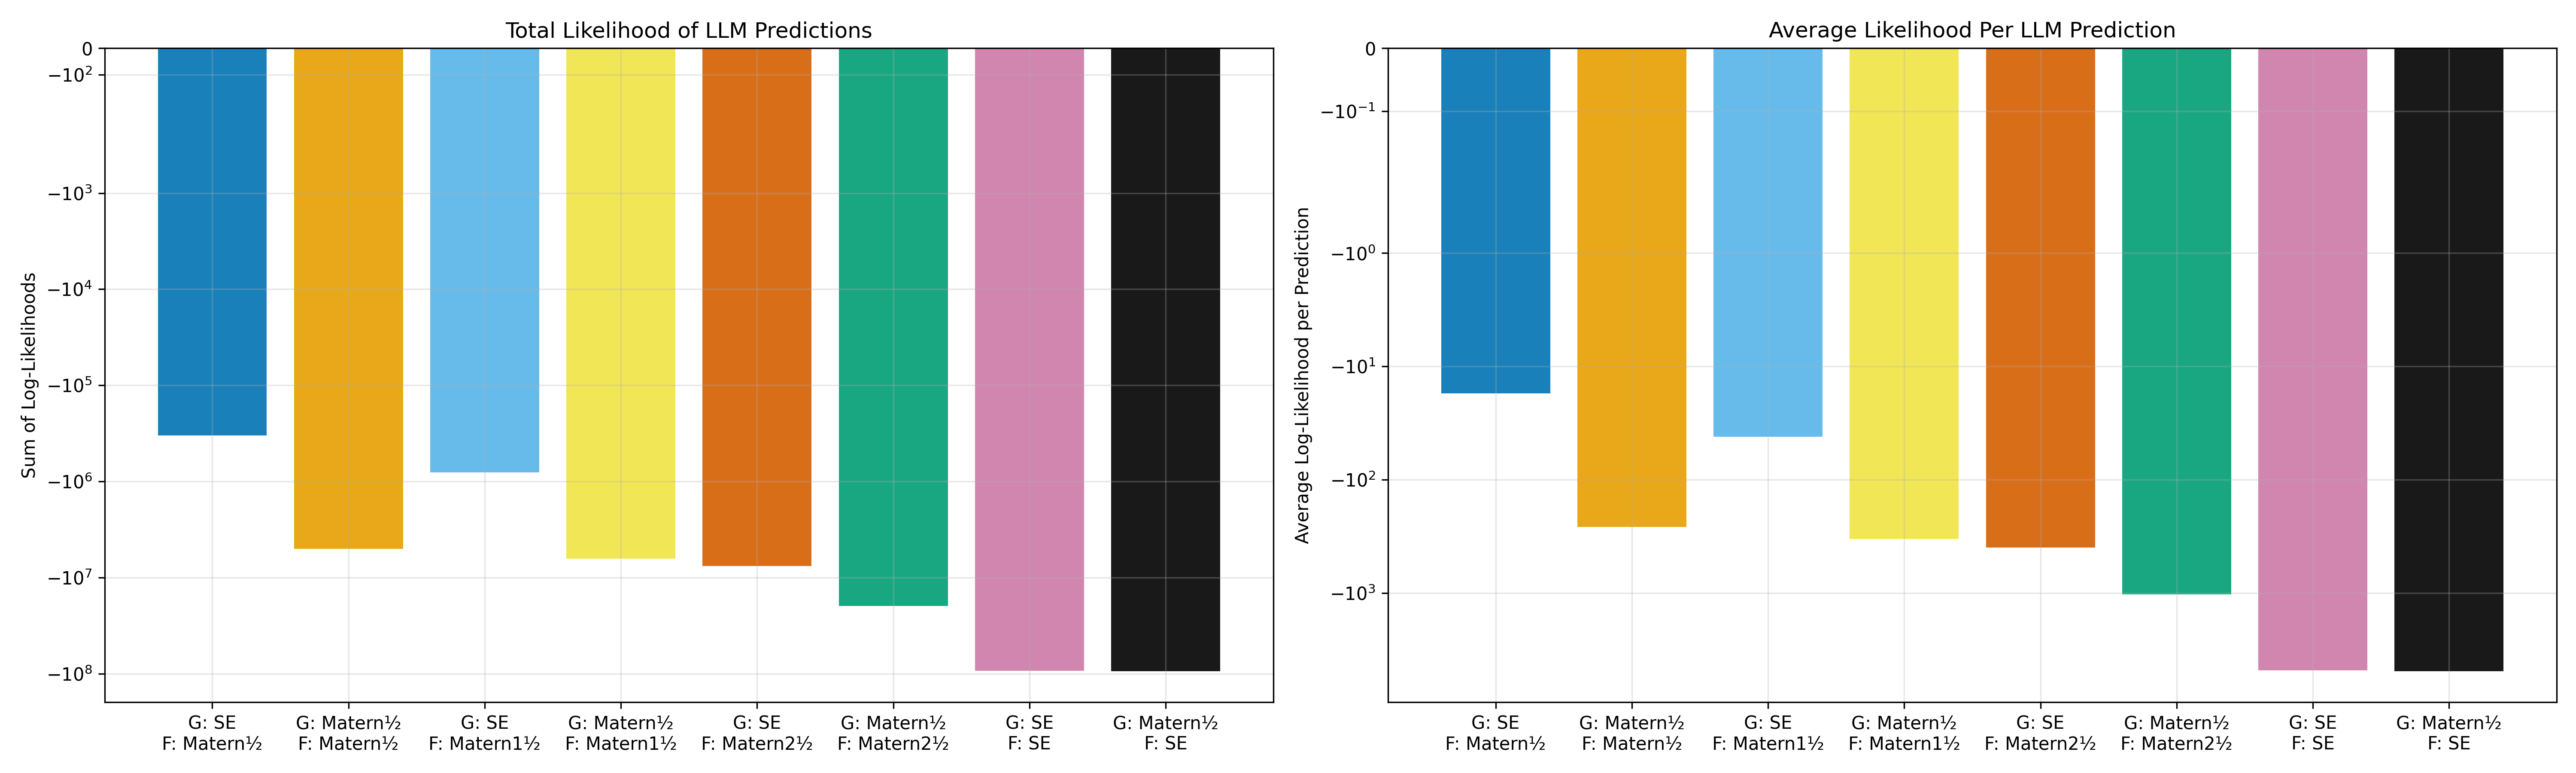 Total Likelihood of LLM Predictions
Sum of Log-Likelihoods
0
−10²
−10³
−10⁴
−10⁵
−10⁶
−10⁷
−10⁸
G: SE
F: Matern½
G: Matern½
F: Matern½
G: SE
F: Matern1½
G: Matern½
F: Matern1½
G: SE
F: Matern2½
G: Matern½
F: Matern2½
G: SE
F: SE
G: Matern½
F: SE
Average Likelihood Per LLM Prediction
Average Log-Likelihood per Prediction
0
−10⁻¹
−10⁰
−10¹
−10²
−10³
G: SE
F: Matern½
G: Matern½
F: Matern½
G: SE
F: Matern1½
G: Matern½
F: Matern1½
G: SE
F: Matern2½
G: Matern½
F: Matern2½
G: SE
F: SE
G: Matern½
F: SE